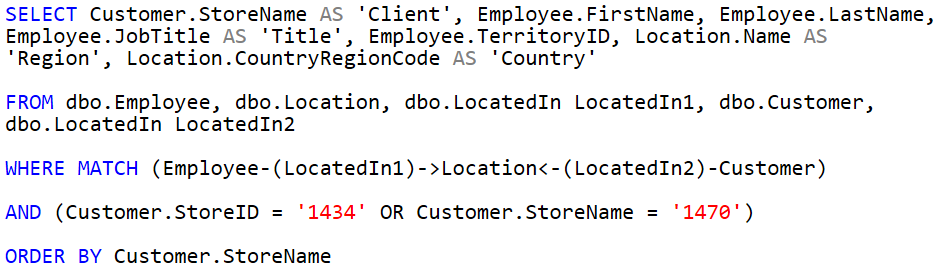 SELECT Customer.StoreName AS 'Client', Employee.FirstName, Employee.LastName,
Employee.JobTitle AS 'Title', Employee.TerritoryID, Location.Name AS
'Region', Location.CountryRegionCode AS 'Country'
FROM dbo.Employee, dbo.Location, dbo.LocatedIn LocatedIn1, dbo.Customer,
dbo.LocatedIn LocatedIn2
WHERE MATCH (Employee-(LocatedIn1)->Location<-(LocatedIn2)-Customer)
AND (Customer.StoreID = '1434' OR Customer.StoreName = '1470')
ORDER BY Customer.StoreName